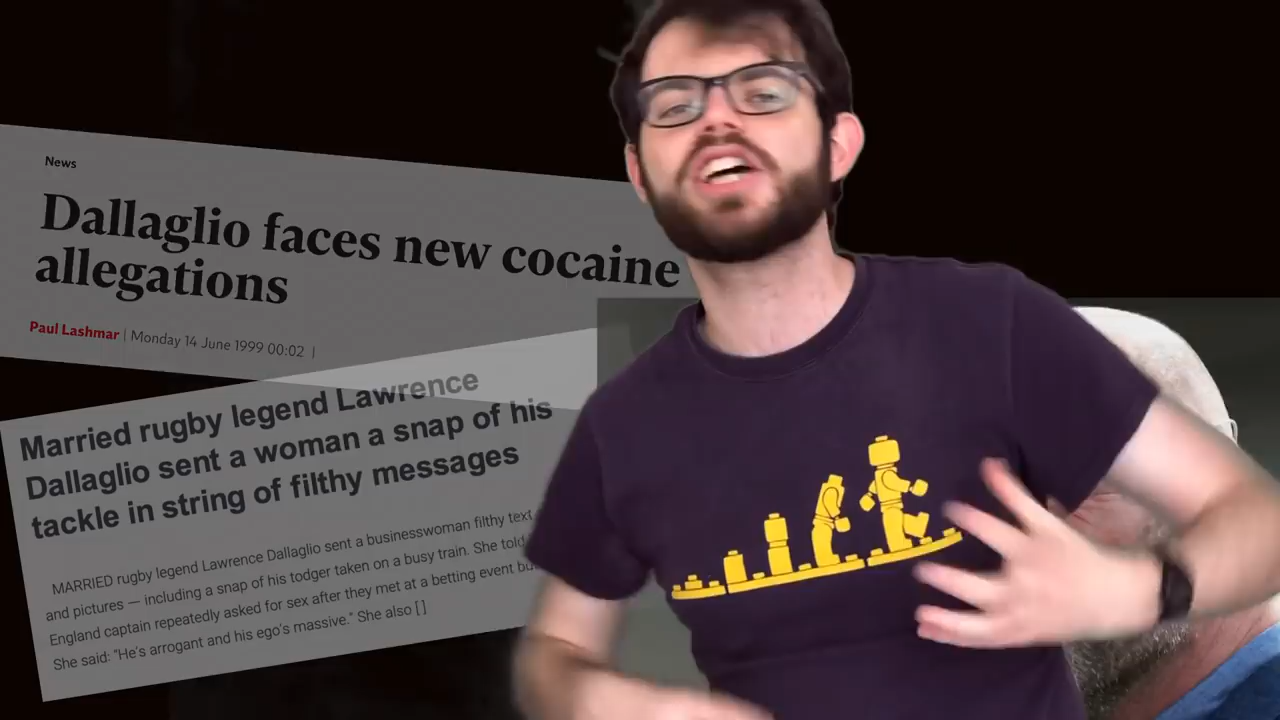 News
Dallaglio faces new cocaine
allegations
Paul Lashmar | Monday 14 June 1999 00:02 |
Married rugby legend Lawrence
Dallaglio sent a woman a snap of his
tackle in string of filthy messages
MARRIED rugby legend Lawrence Dallaglio sent a businesswoman filthy text
and pictures — including a snap of his todger taken on a busy train. She told
England captain repeatedly asked for sex after they met at a betting event
She said: "He's arrogant and his ego's massive." She also [ ]